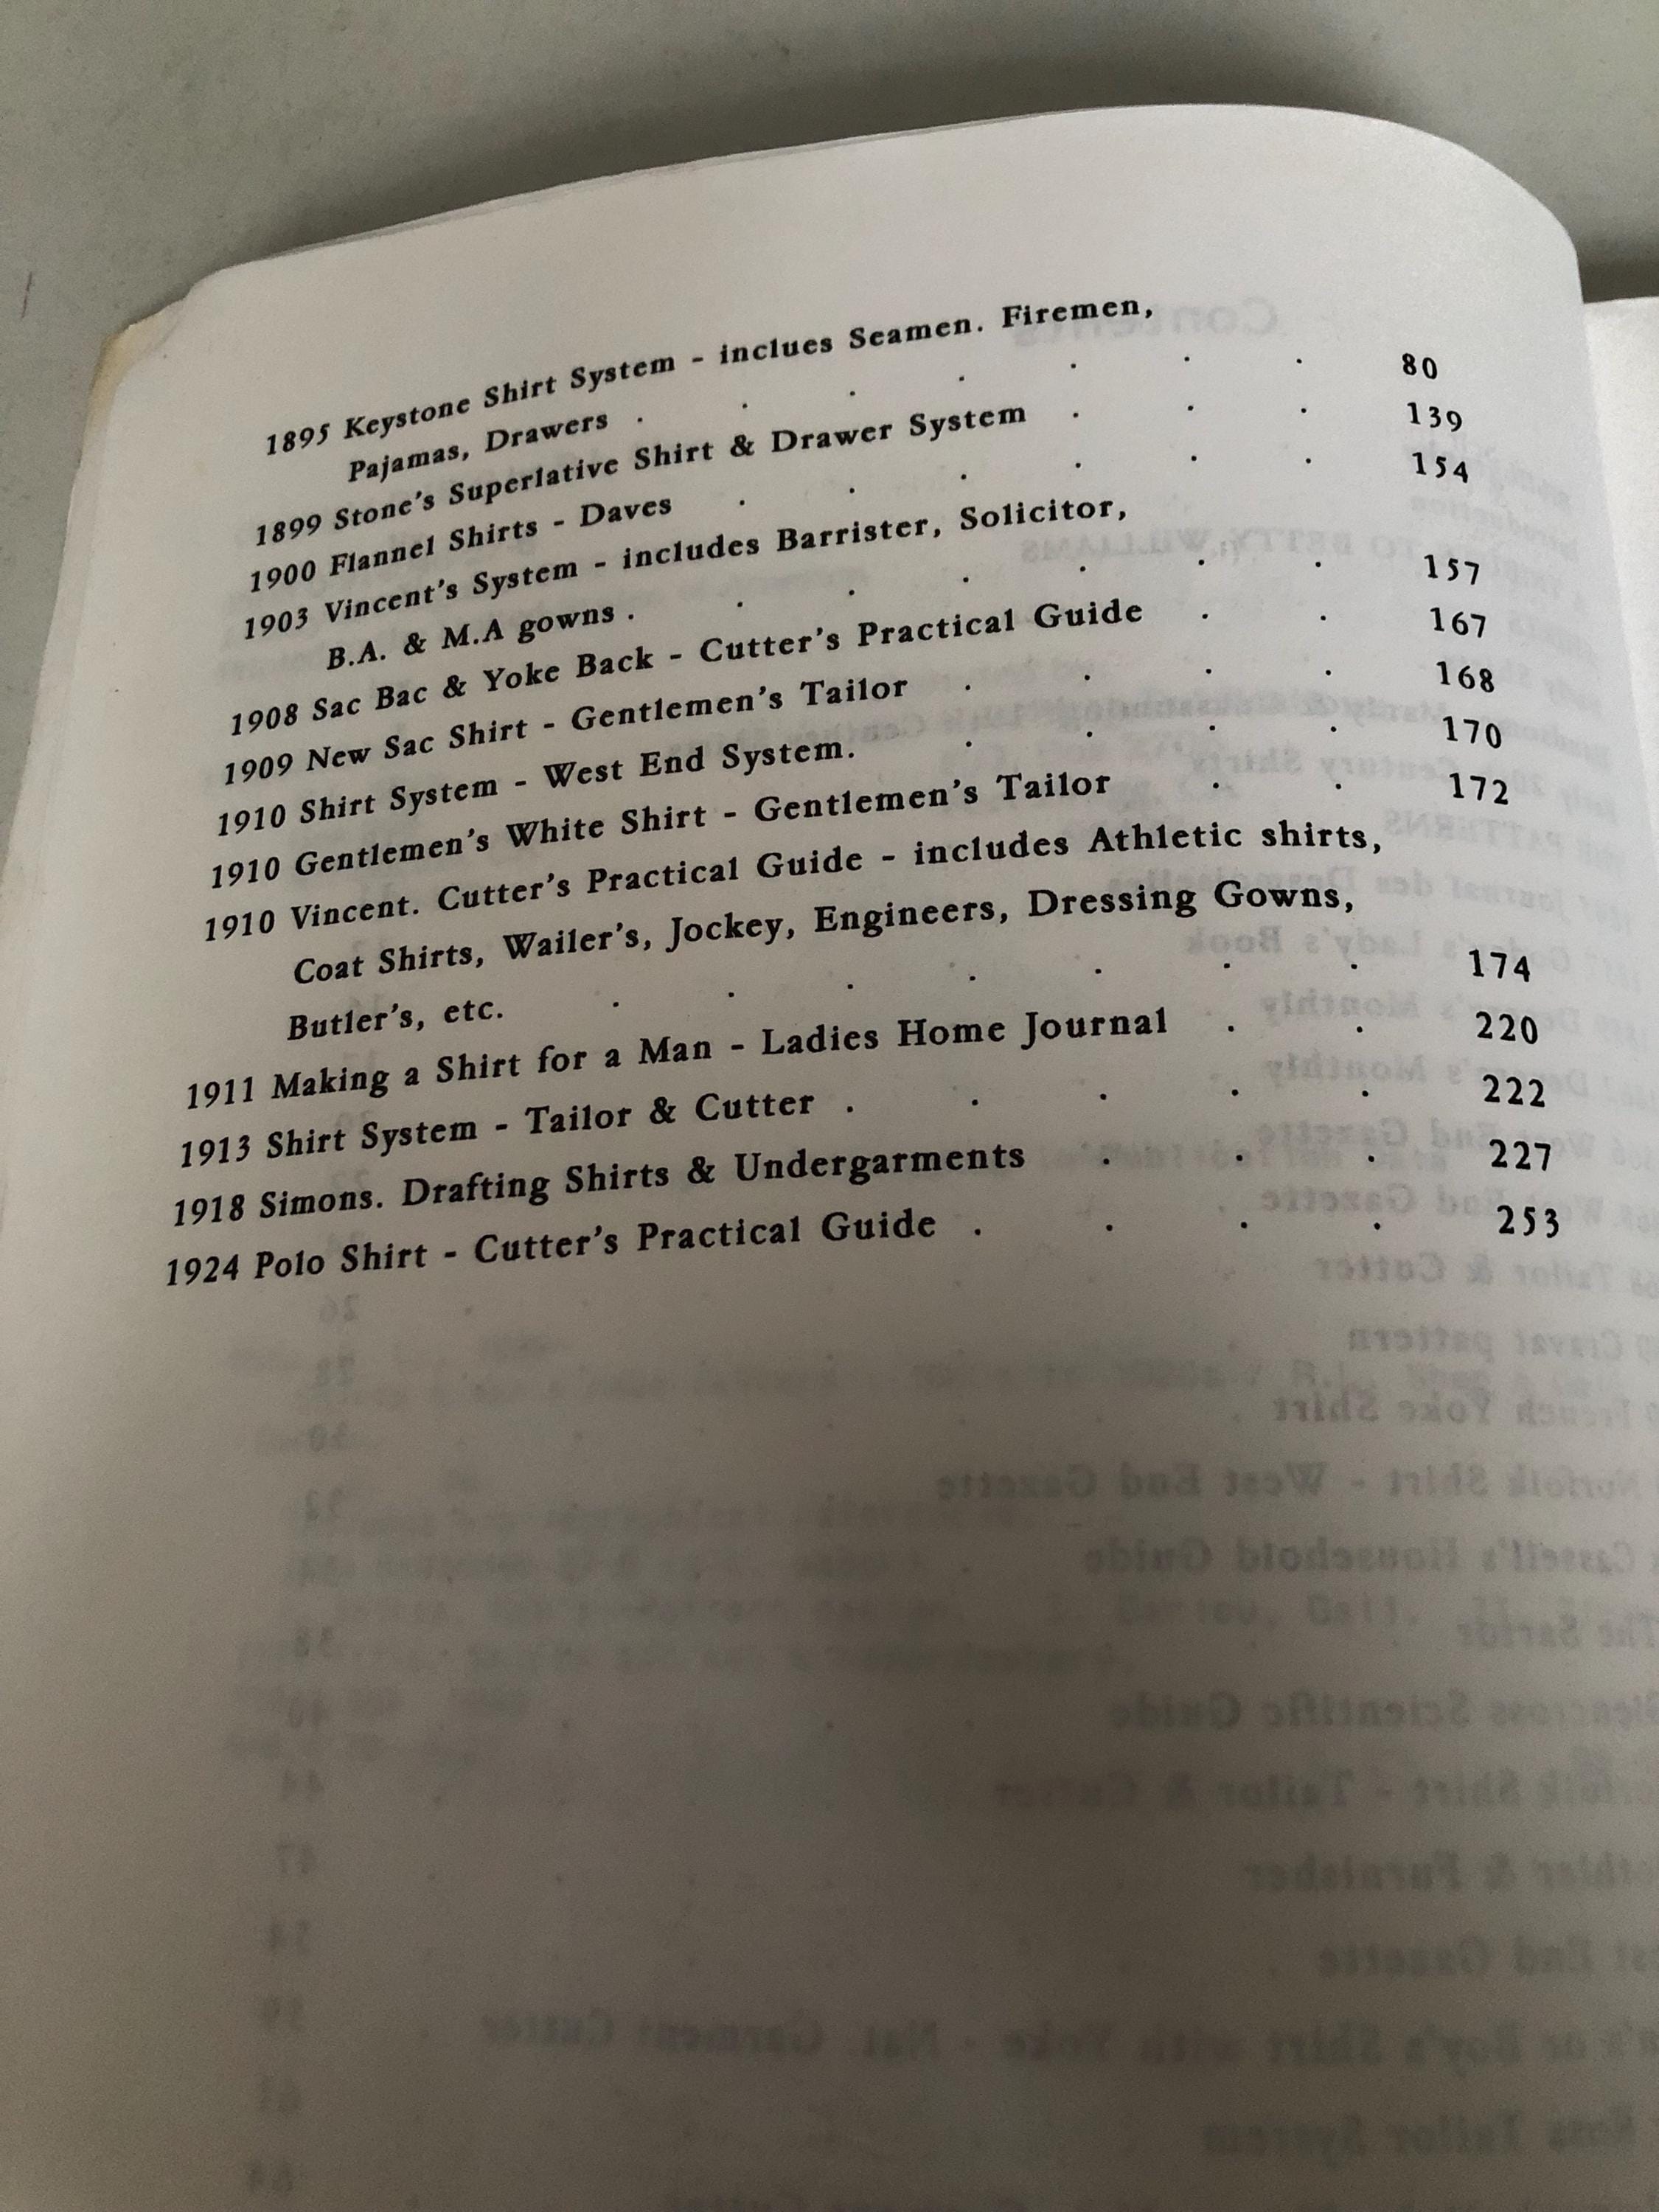 1895 Keystone Shirt System - inclues Seamen. Firemen,
Pajamas, Drawers . . . . . . . 80
1899 Stone's Superlative Shirt & Drawer System . . . 139
1900 Flannel Shirts - Daves . . . . . . 154
1903 Vincent's System - includes Barrister, Solicitor,
B.A. & M.A gowns . . . . . . . 157
1908 Sac Bac & Yoke Back - Cutter's Practical Guide . . 167
1909 New Sac Shirt - Gentlemen's Tailor . . . . 168
1910 Shirt System - West End System. . . . . 170
1910 Gentlemen's White Shirt - Gentlemen's Tailor . . 172
1910 Vincent. Cutter's Practical Guide - includes Athletic shirts,
Coat Shirts, Wailer's, Jockey, Engineers, Dressing Gowns,
Butler's, etc. . . . . . . . 174
1911 Making a Shirt for a Man - Ladies Home Journal . . 220
1913 Shirt System - Tailor & Cutter . . . . . 222
1918 Simons. Drafting Shirts & Undergarments . . . 227
1924 Polo Shirt - Cutter's Practical Guide . . . . 253